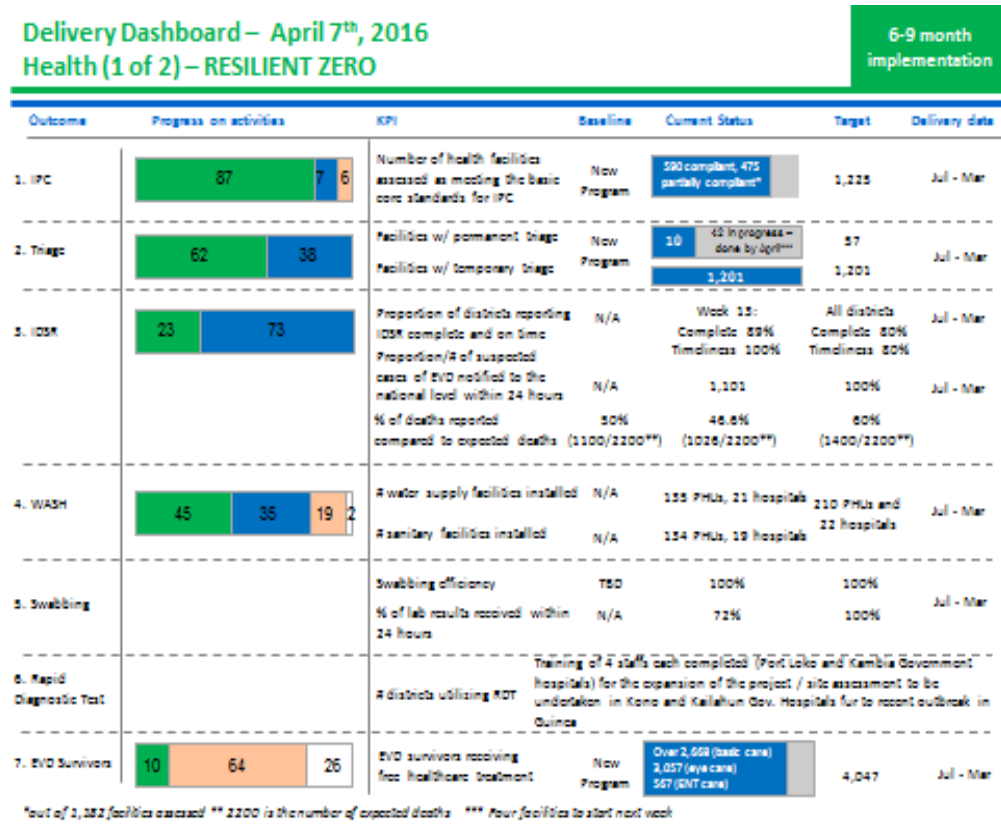 Delivery Dashboard – April 7th, 2016
Health (1 of 2) – RESILIENT ZERO
6-9 month
implementation
Outcome Progress on activities KPI Baseline Current Status Target Delivery date
1. IPC
87 7 6
Number of health facilities
assessed as meeting the basic
core standards for IPC
New
Program
590 compliant, 475
partially compliant*
1,225
Jul - Mar
2. Triage
62 38
Facilities w/ permanent triage
Facilities w/ temporary triage
New
Program
10
42 in progress –
done by April***
1,201
57
1,201
Jul - Mar
3. IDSR
23 73
Proportion of districts reporting
IDSR complete and on time
N/A
Week 13:
Complete 89%
Timeliness 100%
All districts
Complete 80%
Timeliness 80%
Jul - Mar
Proportion/# of suspected
cases of EVD notified to the
national level within 24 hours
N/A
1,101
100%
Jul - Mar
% of deaths reported
compared to expected deaths
50%
(1100/2200**)
46.6%
(1026/2200**)
60%
(1400/2200**)
4. WASH
45 35 19 2
# water supply facilities installed
N/A
135 PHUs, 21 hospitals
# sanitary facilities installed
N/A
134 PHUs, 19 hospitals
210 PHUs and
22 hospitals
Jul - Mar
5. Swabbing
Swabbing efficiency
TBD
100%
100%
% of lab results received within
24 hours
N/A
72%
100%
Jul - Mar
6. Rapid
Diagnostic Test
# districts utilizing RDT
Training of 4 staffs each completed (Port Loko and Kambia Government
hospitals) for the expansion of the project / site assessment to be
undertaken in Kono and Kailahun Gov. Hospitals fur to recent outbreak in
Guinea
7. EVD Survivors
10 64 26
EVD survivors receiving
free healthcare treatment
New
Program
Over 2,668 (basic care)
3,057 (eye care)
567 (ENT care)
4,047
Jul - Mar
*out of 1,182 facilities assessed ** 2200 is the number of expected deaths *** Four facilities to start next week